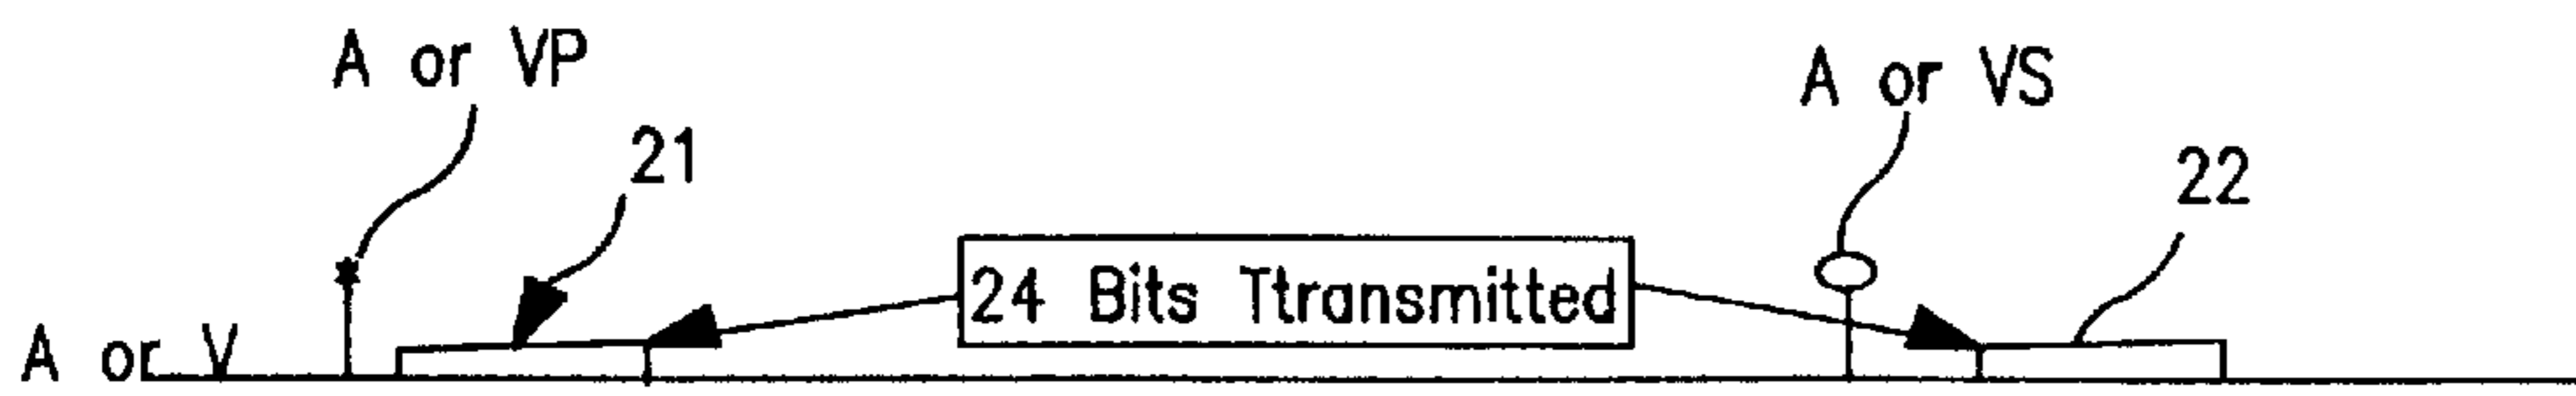 A or VP
A or VS
21
22
24 Bits Ttransmitted
A or V